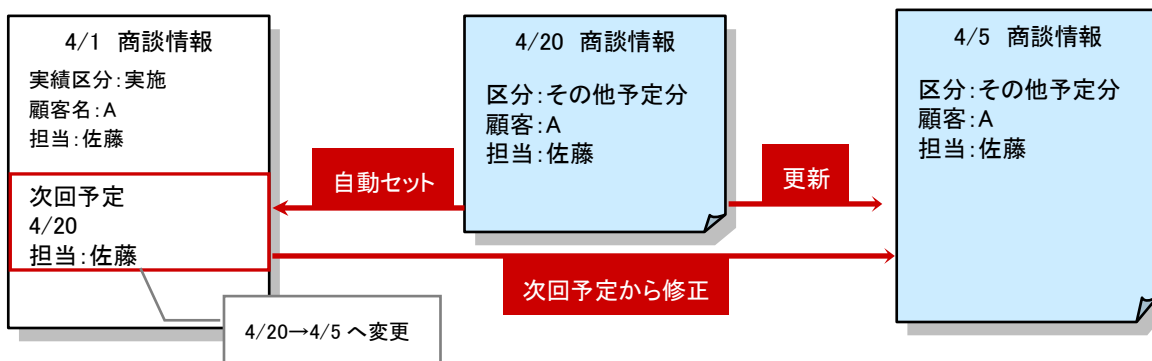 4/1 商談情報
実績区分:実施
顧客名:A
担当:佐藤
次回予定
4/20
担当:佐藤
4/20→4/5 へ変更
自動セット
4/20 商談情報
区分:その他予定分
顧客:A
担当:佐藤
更新
次回予定から修正
4/5 商談情報
区分:その他予定分
顧客:A
担当:佐藤